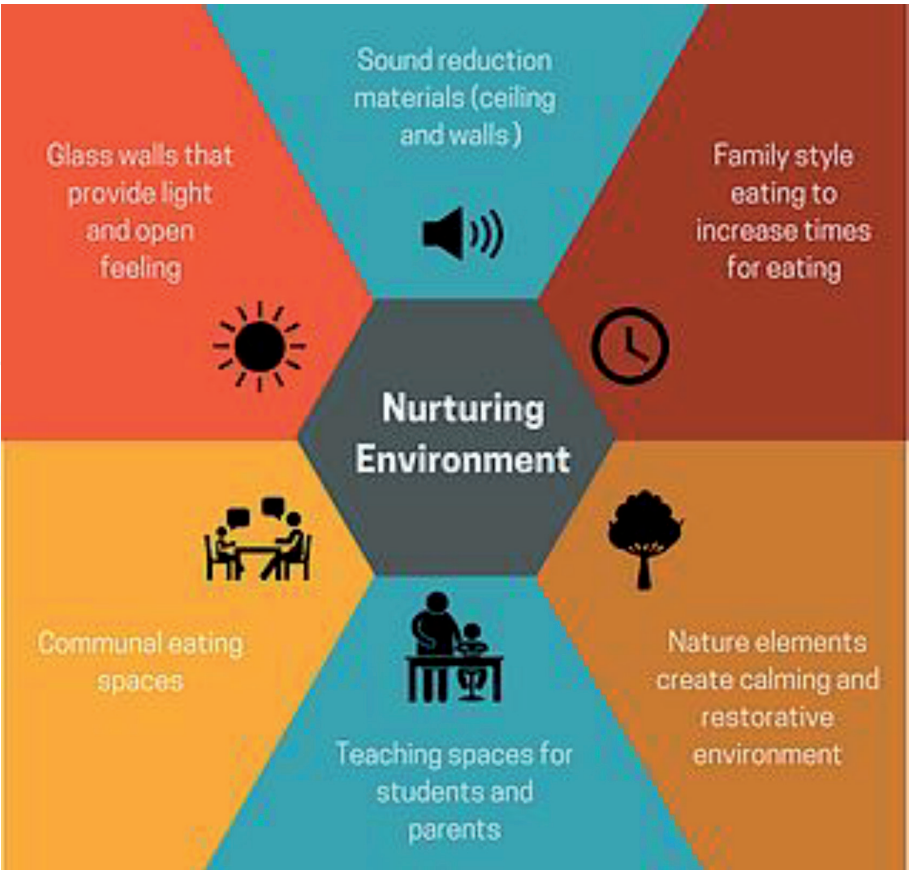 Sound reduction
materials (ceiling
and walls)
Glass walls that
provide light
and open
feeling
Family style
eating to
increase times
for eating
Nurturing
Environment
Communal eating
spaces
Nature elements
create calming and
restorative
environment
Teaching spaces for
students and
parents